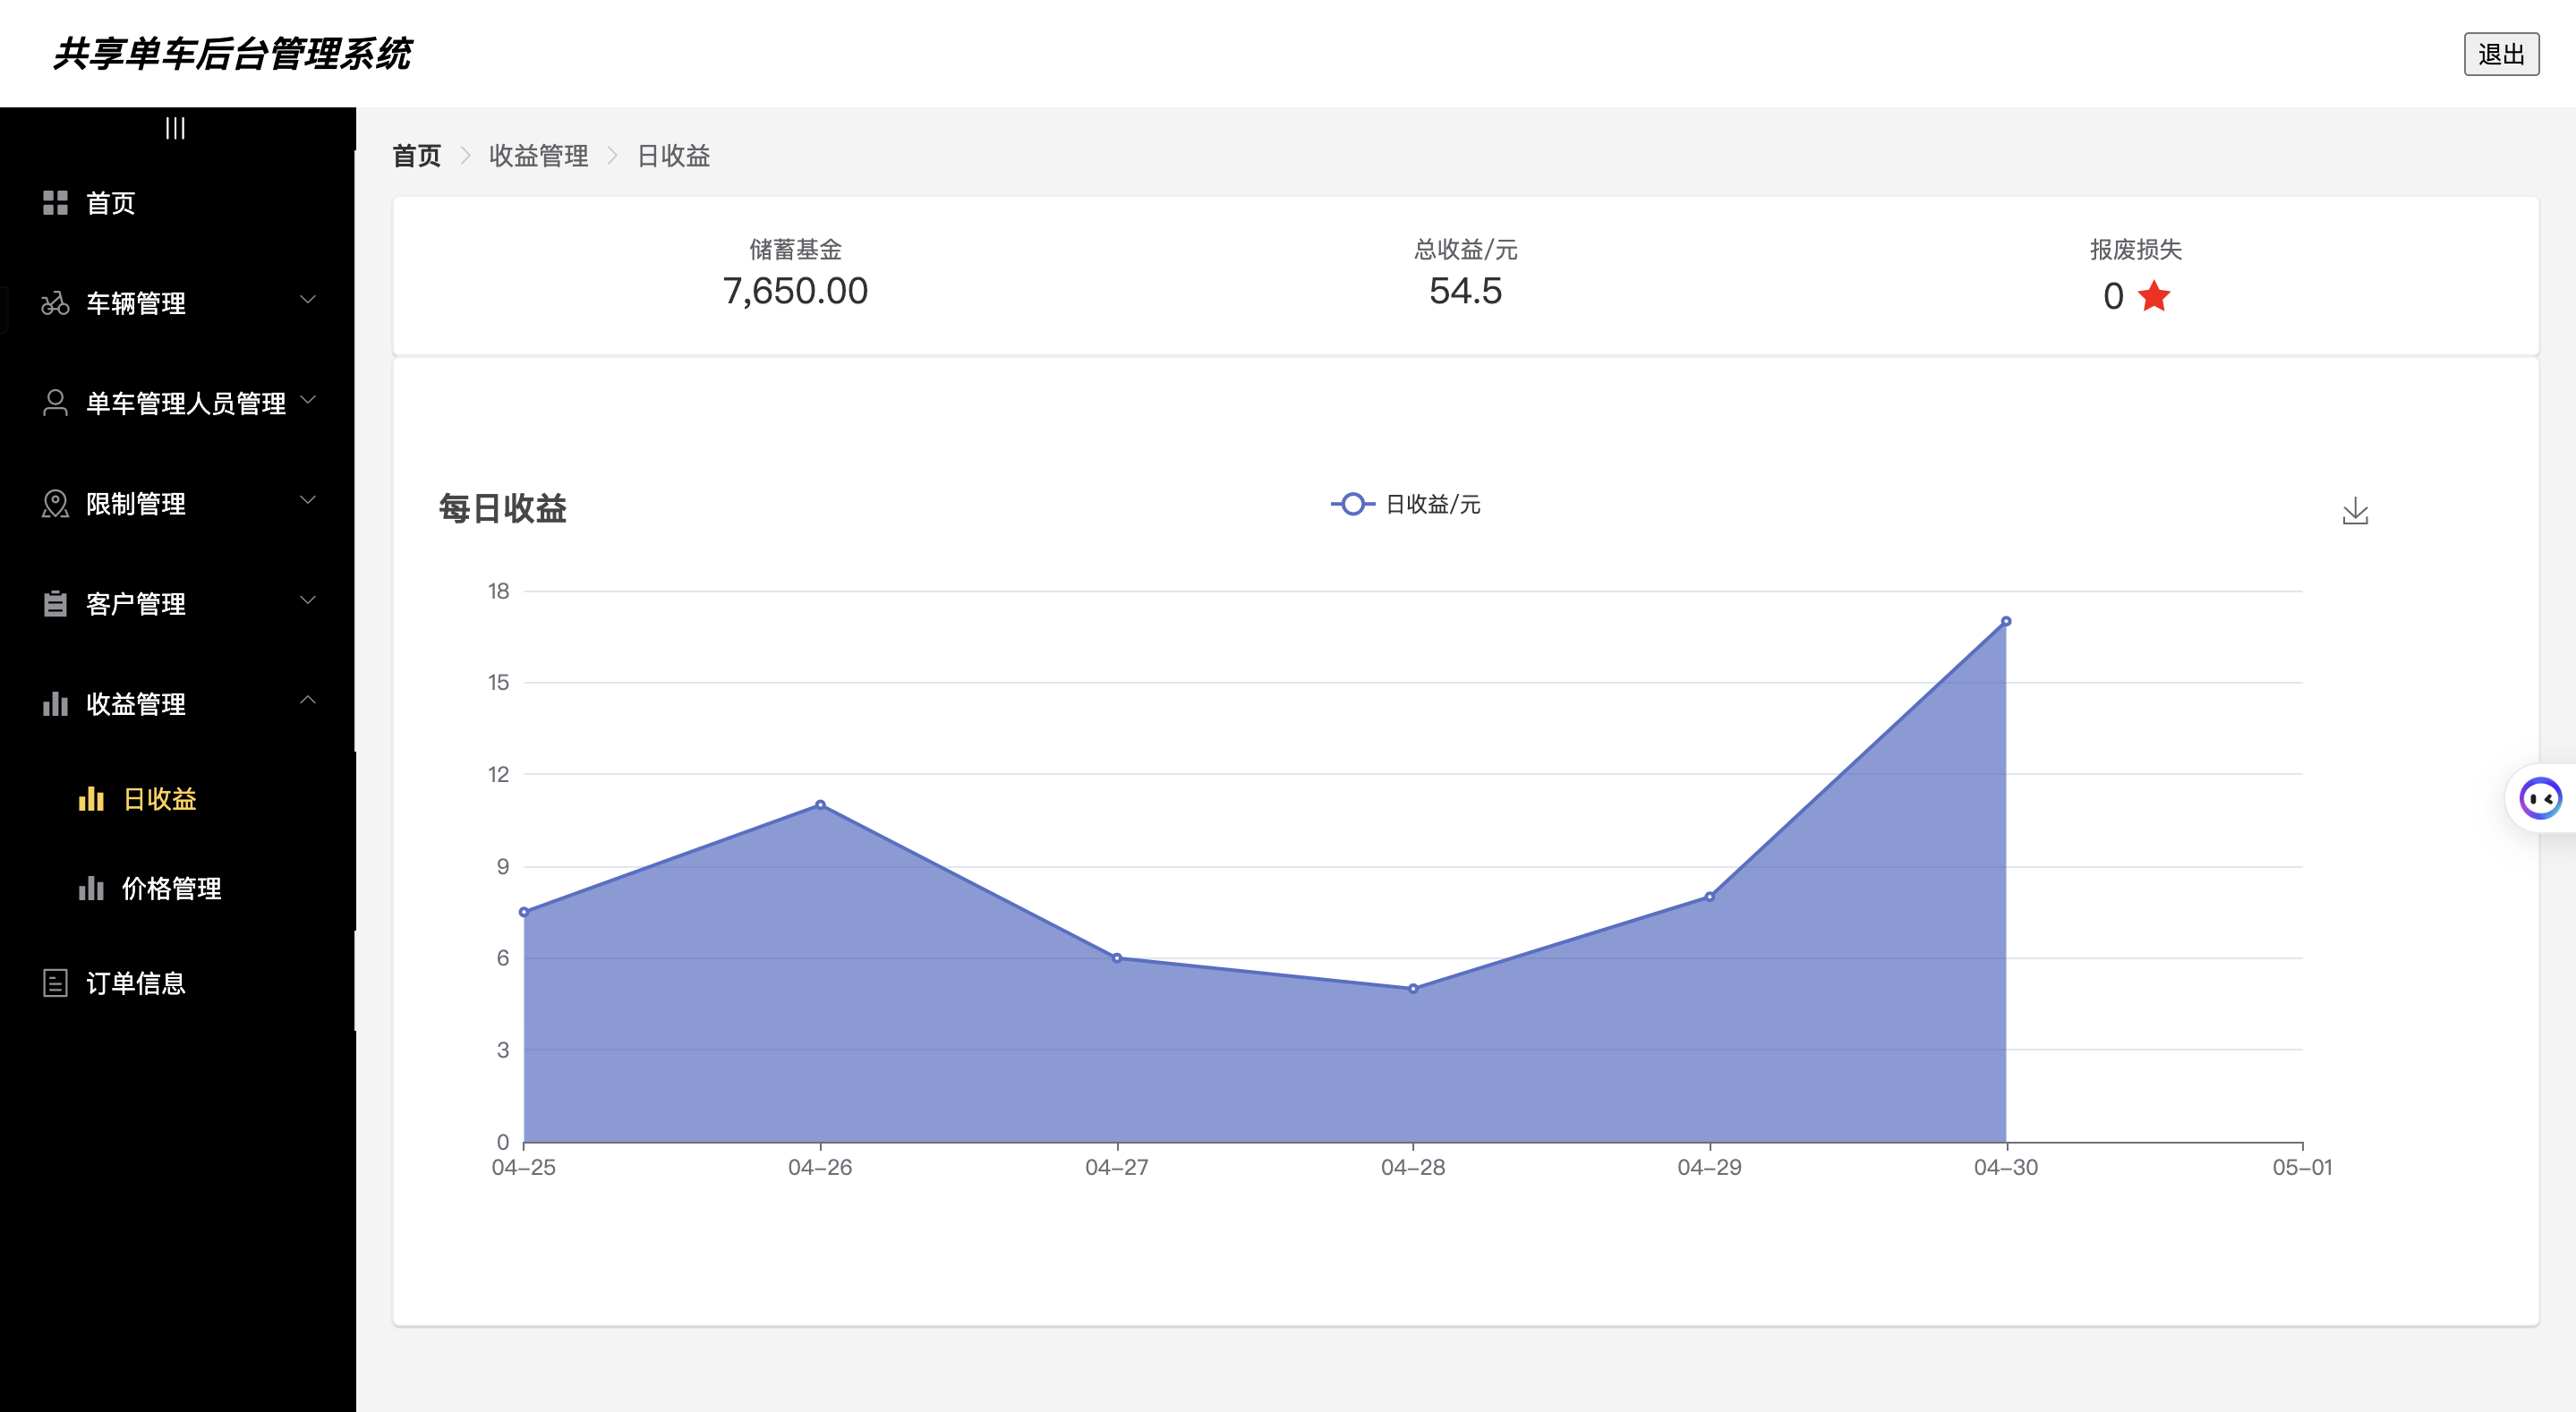 共享单车后台管理系统
退出
首页
车辆管理
单车管理人员管理
限制管理
客户管理
收益管理
日收益
价格管理
订单信息
首页 收益管理 日收益
储蓄基金 总收益/元 报废损失
7,650.00 54.5 0
每日收益
日收益/元
18
15
12
9
6
3
0
04-25 04-26 04-27 04-28 04-29 04-30 05-01